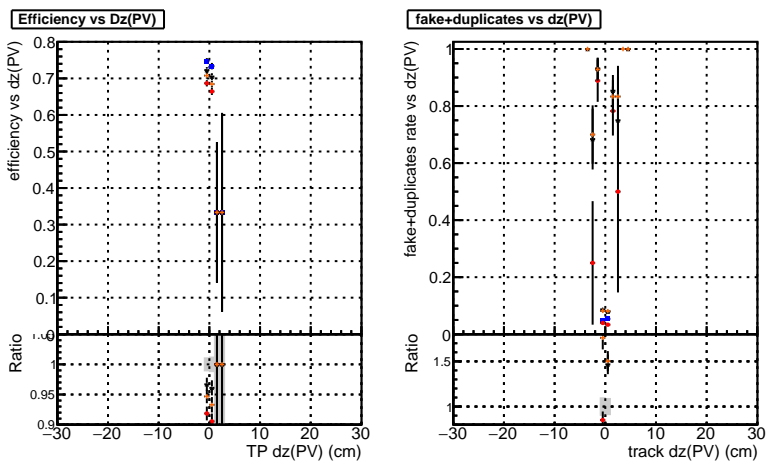 Efficiency vs Dz(PV)
efficiency vs dz(PV)
0.8
0.7
0.6
0.5
0.4
0.3
0.2
0.1
0
Ratio
1
0.95
0.9
−30 −20 −10 0 10 20 30
TP dz(PV) (cm)
fake+duplicates vs dz(PV)
fake+duplicates rate vs dz(PV)
1
0.8
0.6
0.4
0.2
0
Ratio
1.5
1
−30 −20 −10 0 10 20 30
track dz(PV) (cm)